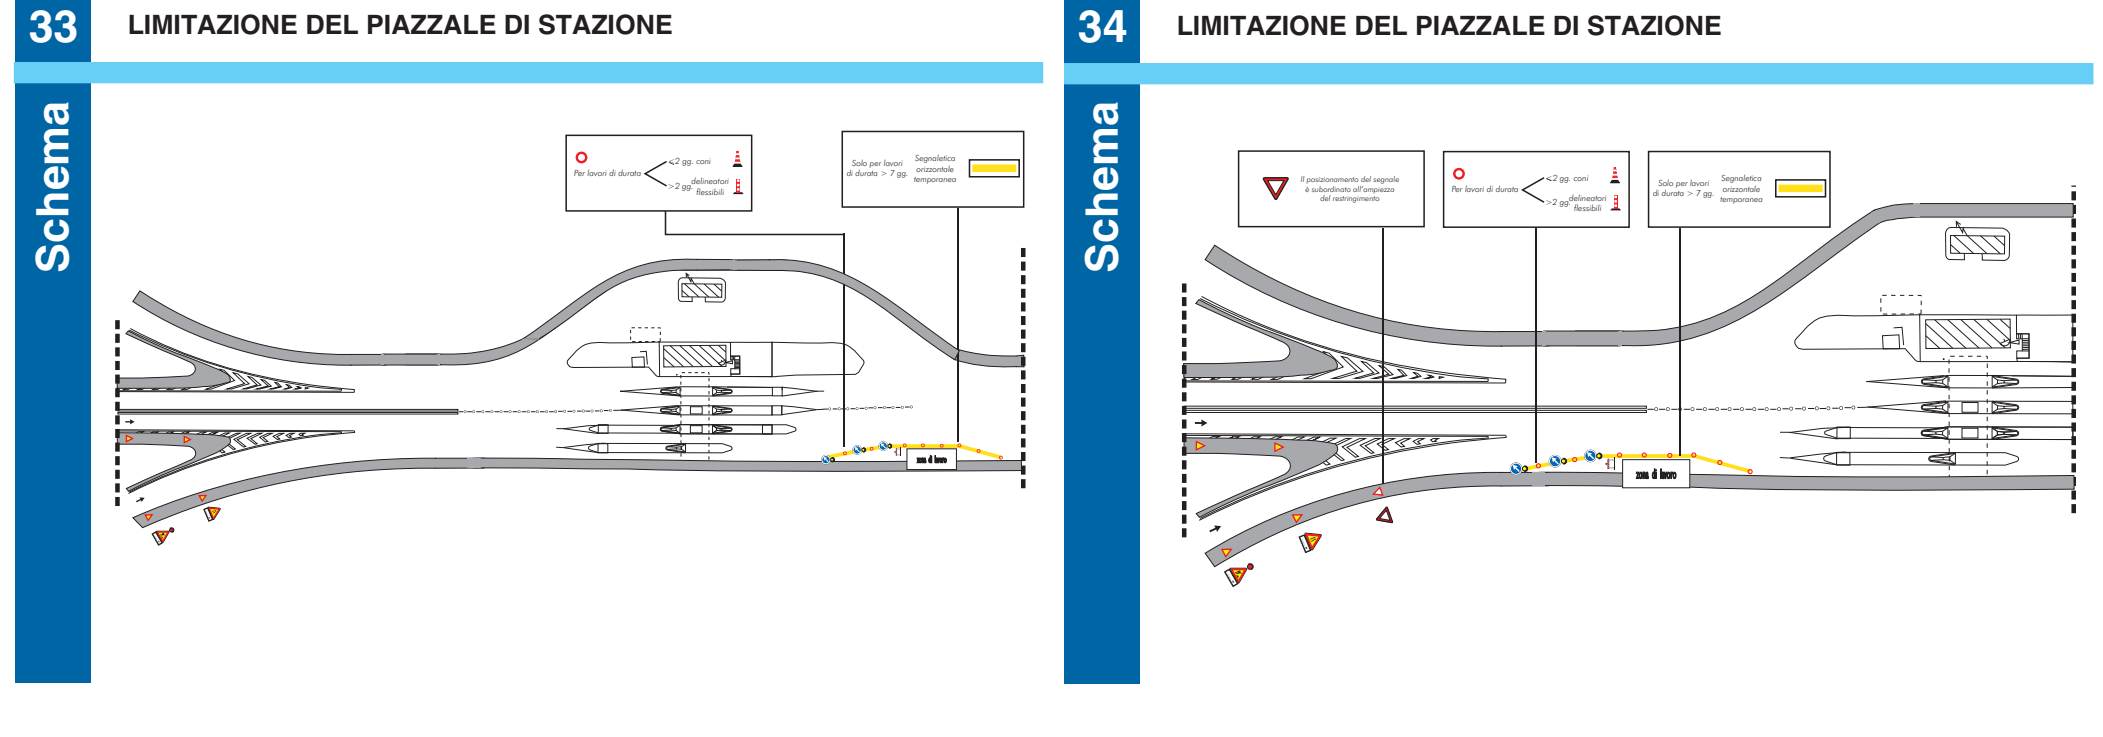 33
LIMITAZIONE DEL PIAZZALE DI STAZIONE
Schema
Per lavori di durata
<2 gg. coni
>2 gg. delineatori
flessibili
Solo per lavori
di durata > 7 gg.
Segnaletica
orizzontale
temporanea
zona di lavoro
34
LIMITAZIONE DEL PIAZZALE DI STAZIONE
Schema
Il posizionamento del segnale
è subordinato all'ampiezza
del restringimento
Per lavori di durata
<2 gg. coni
>2 gg. delineatori
flessibili
Solo per lavori
di durata > 7 gg.
Segnaletica
orizzontale
temporanea
zona di lavoro